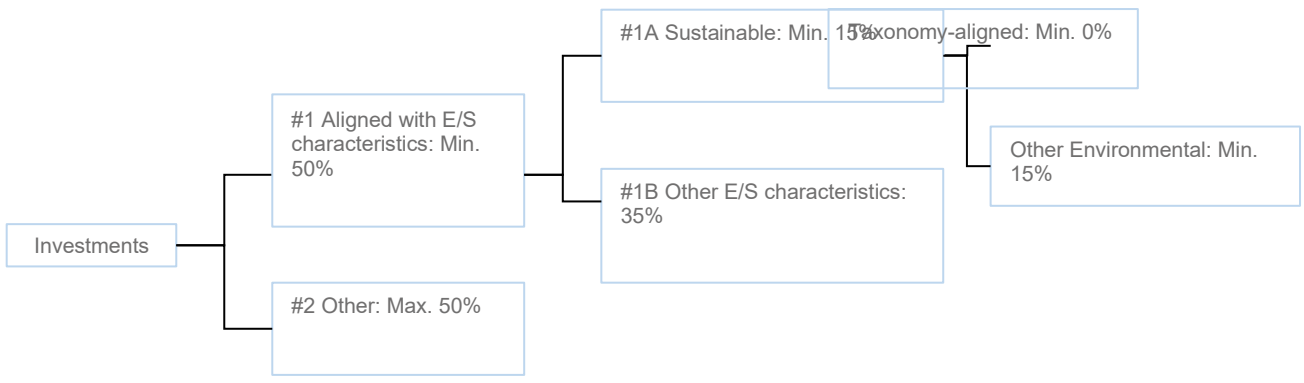 #1A Sustainable: Min. 15%
Taxonomy-aligned: Min. 0%
#1 Aligned with E/S
characteristics: Min.
50%
Other Environmental: Min.
15%
#1B Other E/S characteristics:
35%
Investments
#2 Other: Max. 50%